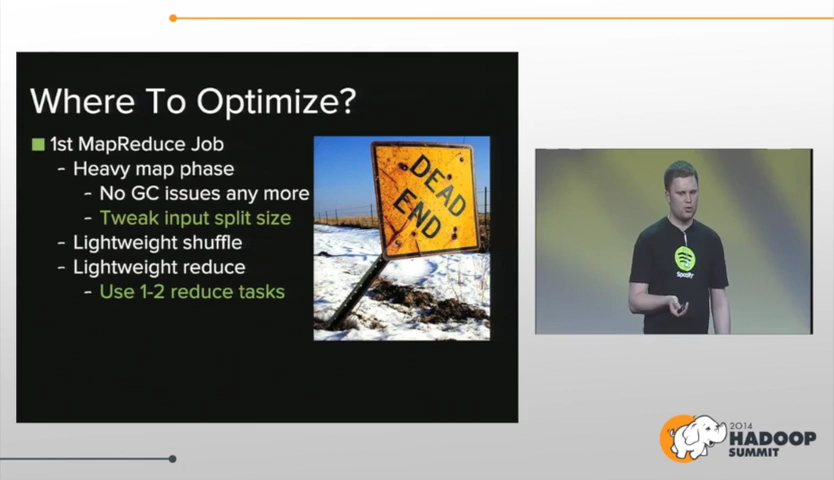 Where To Optimize?
1st MapReduce Job
- Heavy map phase
- No GC issues any more
- Tweak input split size
- Lightweight shuffle
- Lightweight reduce
- Use 1-2 reduce tasks
DEAD
END
Spotify
2014
HADOOP
SUMMIT